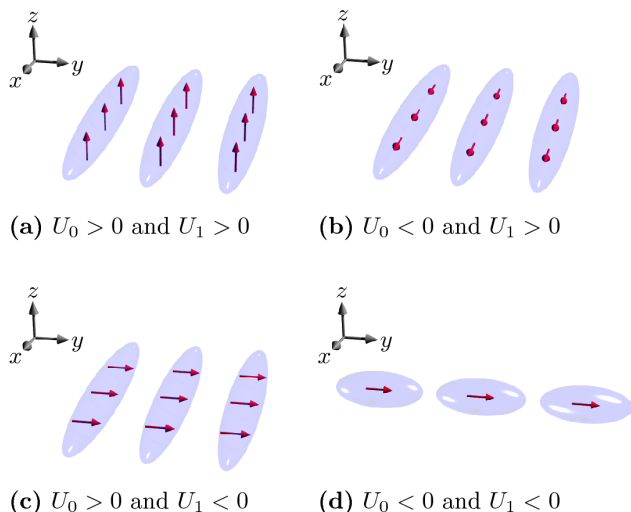 z z
x y x y
(a) U₀ > 0 and U₁ > 0 (b) U₀ < 0 and U₁ > 0
z z
x y x y
(c) U₀ > 0 and U₁ < 0 (d) U₀ < 0 and U₁ < 0